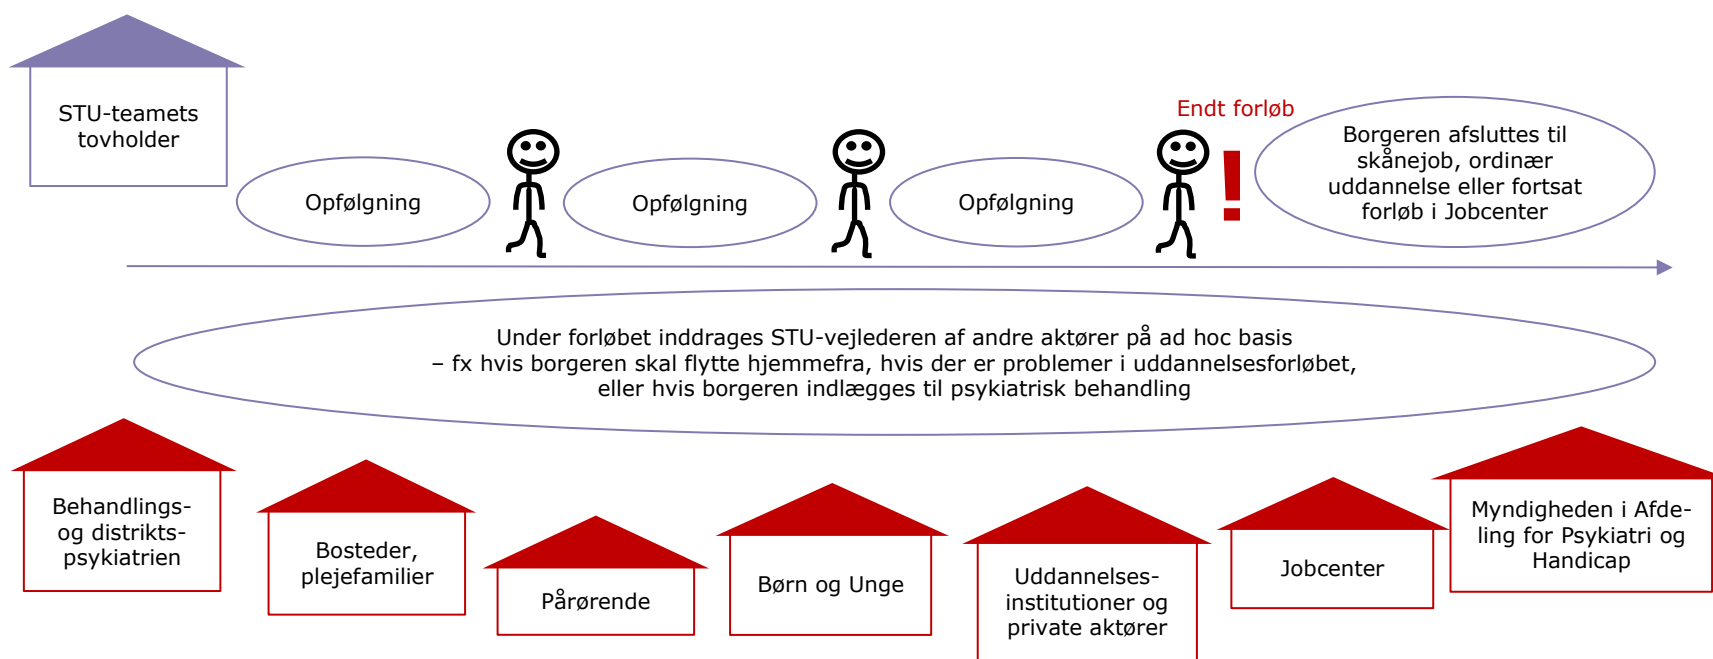 STU-teamets
tovholder
Opfølgning
Opfølgning
Opfølgning
Endt forløb
!
Borgeren afsluttes til
skånejob, ordinær
uddannelse eller fortsat
forløb i Jobcenter
Under forløbet inddrages STU-vejlederen af andre aktører på ad hoc basis
– fx hvis borgeren skal flytte hjemmefra, hvis der er problemer i uddannelsesforløbet,
eller hvis borgeren indlægges til psykiatrisk behandling
Behandlings-
og distrikts-
psykiatrien
Bosteder,
plejefamilier
Pårørende
Børn og Unge
Uddannelses-
institutioner og
private aktører
Jobcenter
Myndigheden i Afde-
ling for Psykiatri og
Handicap